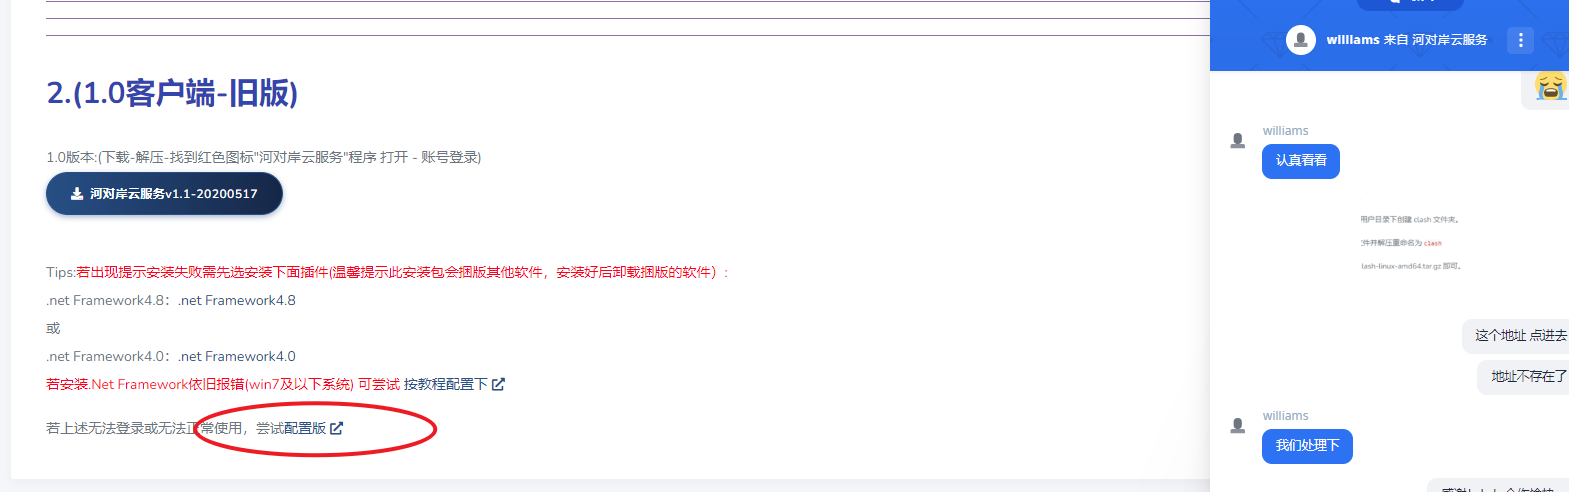 2.(1.0客户端-旧版)
1.0版本:(下载-解压-找到红色图标"河对岸云服务"程序 打开 - 账号登录)
河对岸云服务v1.1-20200517
Tips:若出现提示安装失败需先选安装下面插件(温馨提示此安装包会捆版其他软件，安装好后卸载捆版的软件）:
.net Framework4.8：.net Framework4.8
或
.net Framework4.0：.net Framework4.0
若安装.Net Framework依旧报错(win7及以下系统) 可尝试 按教程配置下
若上述无法登录或无法正常使用，尝试配置版
williams 来自 河对岸云服务
williams
认真看看
用户目录下创建 clash 文件夹。
件并解压重命名为 clash
lash-linux-amd64.tar.gz 即可。
这个地址 点进去
地址不存在了
williams
我们处理下